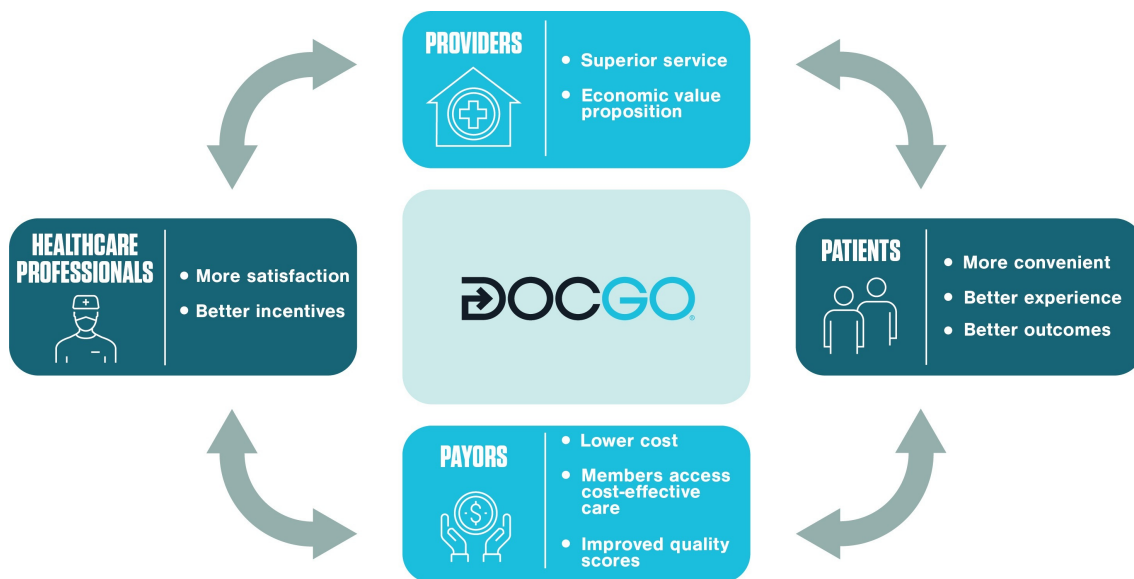 PROVIDERS
• Superior service
• Economic value
proposition
HEALTHCARE
PROFESSIONALS
• More satisfaction
• Better incentives
DOCGO®
PATIENTS
• More convenient
• Better experience
• Better outcomes
PAYORS
$
• Lower cost
• Members access
cost-effective
care
• Improved quality
scores